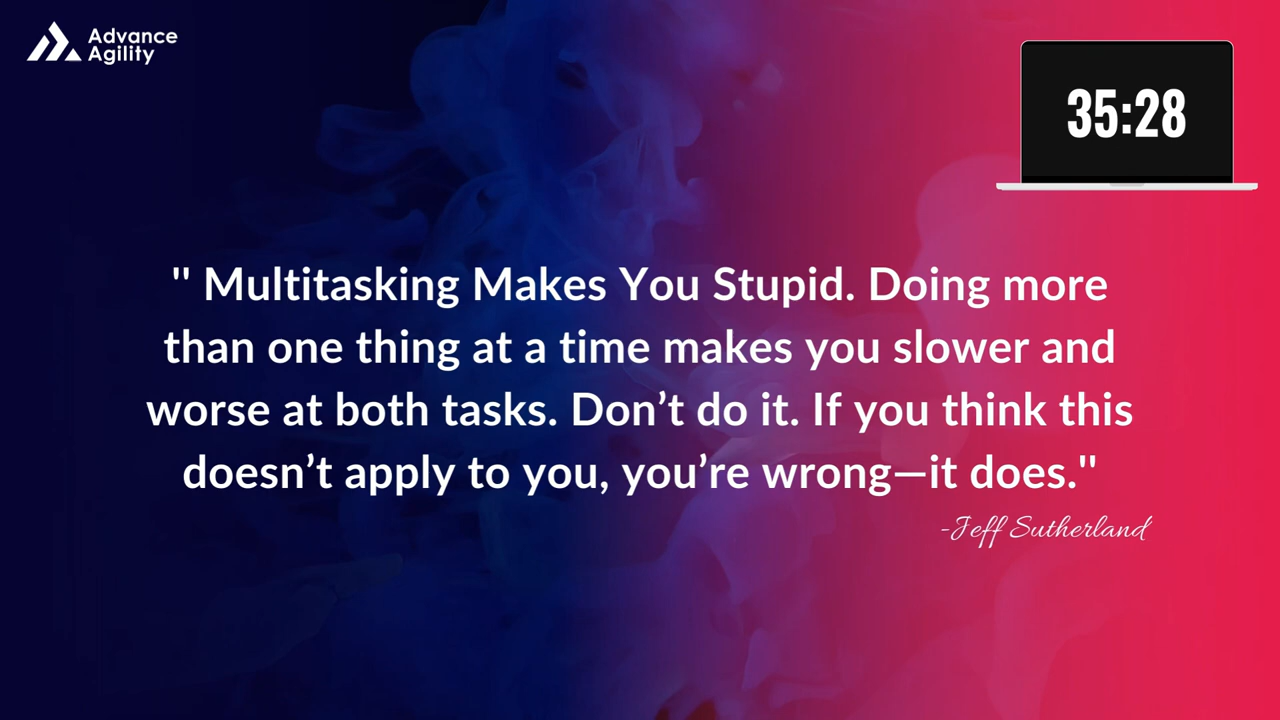 Advance
Agility
35:28
" Multitasking Makes You Stupid. Doing more
than one thing at a time makes you slower and
worse at both tasks. Don’t do it. If you think this
doesn’t apply to you, you’re wrong—it does."
-Jeff Sutherland